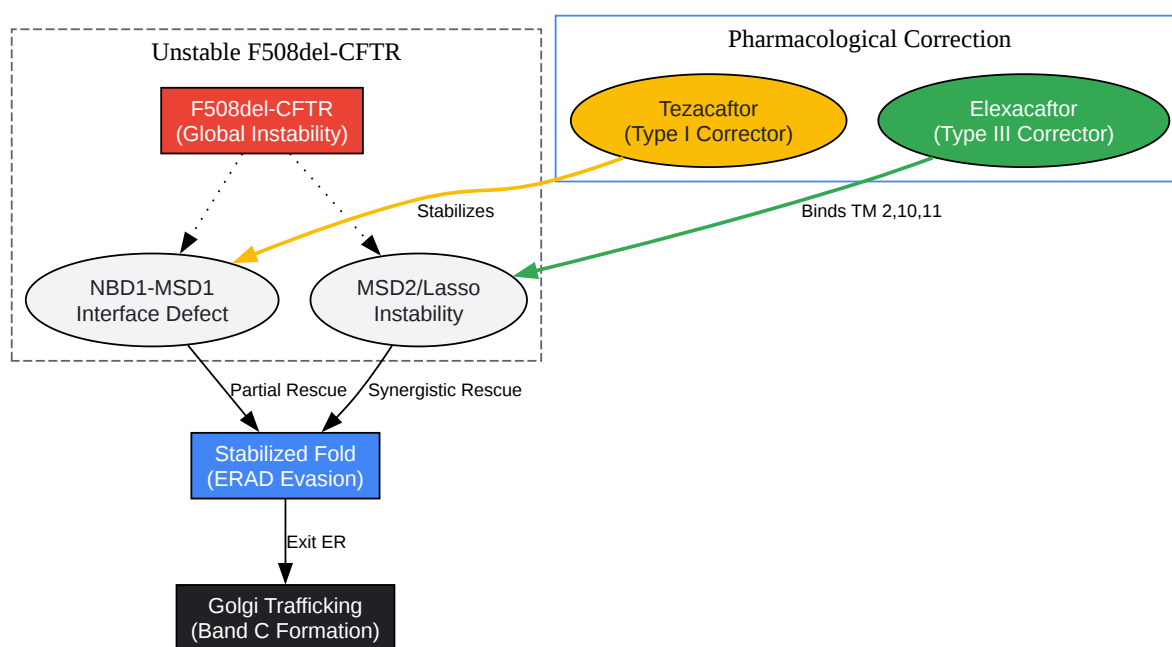 Unstable F508del-CFTR
Pharmacological Correction
F508del-CFTR
(Global Instability)
Tezacaftor
(Type I Corrector)
Elexacaftor
(Type III Corrector)
Stabilizes
Binds TM 2,10,11
NBD1-MSD1
Interface Defect
MSD2/Lasso
Instability
Partial Rescue
Synergistic Rescue
Stabilized Fold
(ERAD Evasion)
Exit ER
Golgi Trafficking
(Band C Formation)